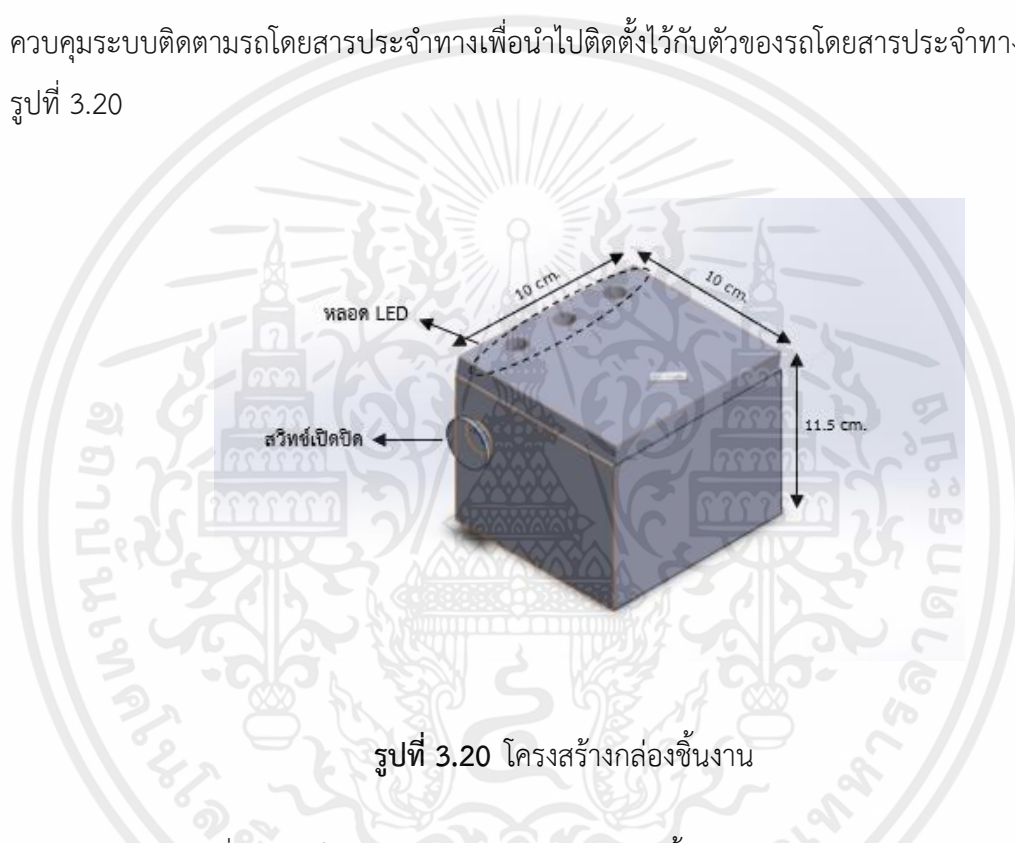 ควบคุมระบบติดตามรถโดยสารประจำทางเพื่อนำไปติดตั้งไว้กับตัวของรถโดยสารประจำทาง
รูปที่ 3.20
10 cm.
10 cm.
หลอด LED
สวิทช์เปิดปิด
11.5 cm.
รูปที่ 3.20 โครงสร้างกล่องชิ้นงาน